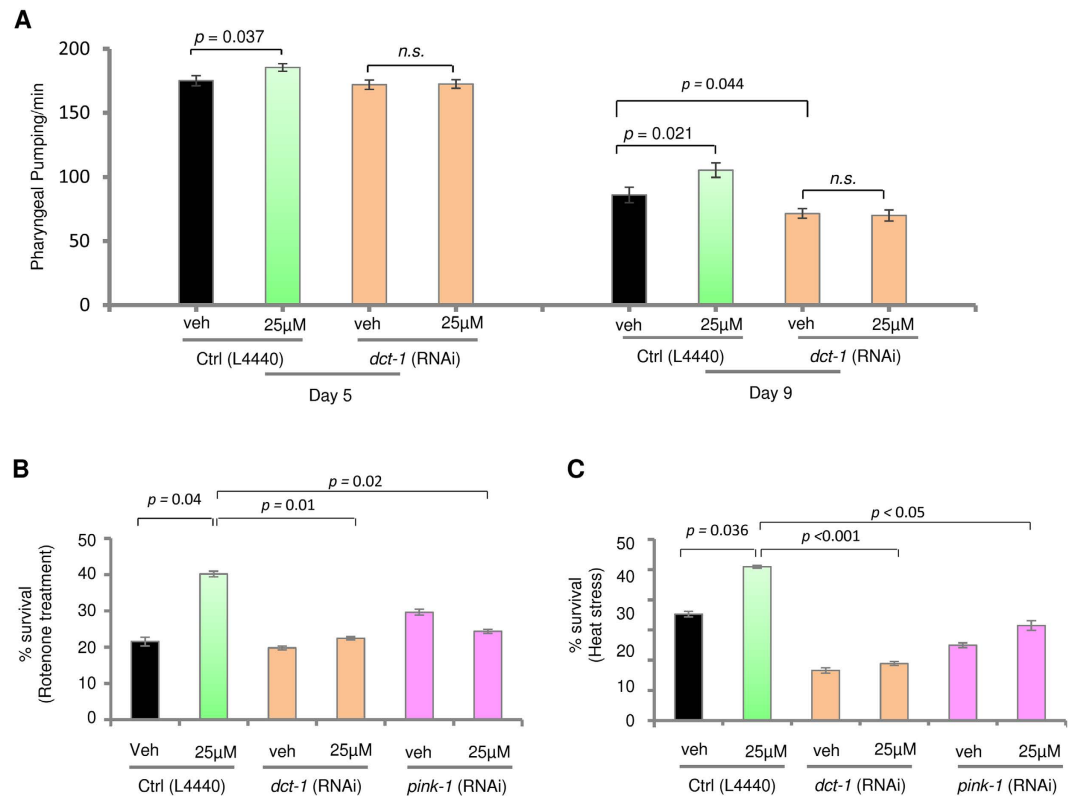 A
Pharyngeal Pumping/min
200
150
100
50
0
p = 0.037
n.s.
p = 0.044
p = 0.021
n.s.
veh 25µM veh 25µM veh 25µM veh 25µM
Ctrl (L4440) dct-1 (RNAi) Ctrl (L4440) dct-1 (RNAi)
Day 5 Day 9
B
% survival
(Rotenone treatment)
50
40
30
20
10
0
p = 0.02
p = 0.04
p = 0.01
Veh 25µM veh 25µM veh 25µM
Ctrl (L4440) dct-1 (RNAi) pink-1 (RNAi)
C
% survival
(Heat stress)
50
40
30
20
10
0
p < 0.05
p = 0.036
p <0.001
veh 25µM veh 25µM veh 25µM
Ctrl (L4440) dct-1 (RNAi) pink-1 (RNAi)